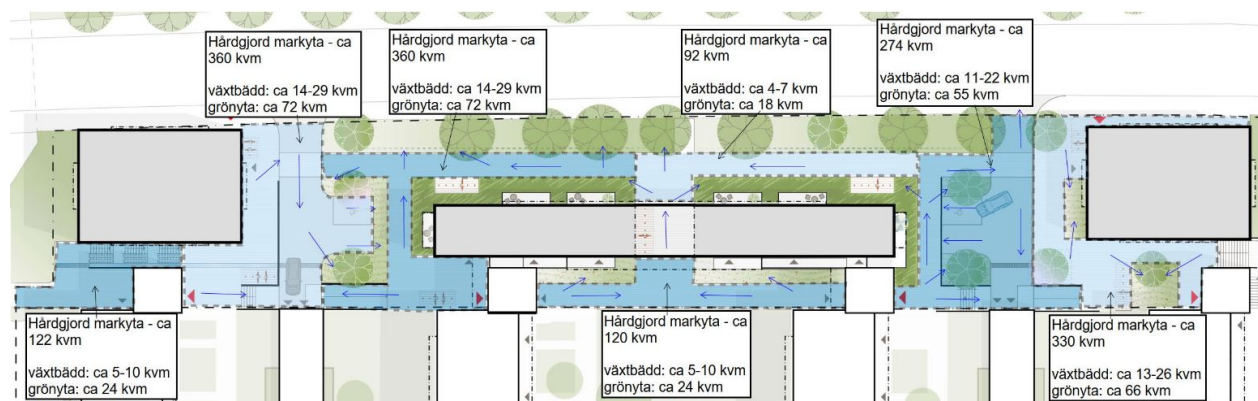 Hårdgjord markyta - ca
360 kvm
växtbädd: ca 14-29 kvm
grönyta: ca 72 kvm
Hårdgjord markyta - ca
360 kvm
växtbädd: ca 14-29 kvm
grönyta: ca 72 kvm
Hårdgjord markyta - ca
92 kvm
växtbädd: ca 4-7 kvm
grönyta: ca 18 kvm
Hårdgjord markyta - ca
274 kvm
växtbädd: ca 11-22 kvm
grönyta: ca 55 kvm
Hårdgjord markyta - ca
122 kvm
växtbädd: ca 5-10 kvm
grönyta: ca 24 kvm
Hårdgjord markyta - ca
120 kvm
växtbädd: ca 5-10 kvm
grönyta: ca 24 kvm
Hårdgjord markyta - ca
330 kvm
växtbädd: ca 13-26 kvm
grönyta: ca 66 kvm